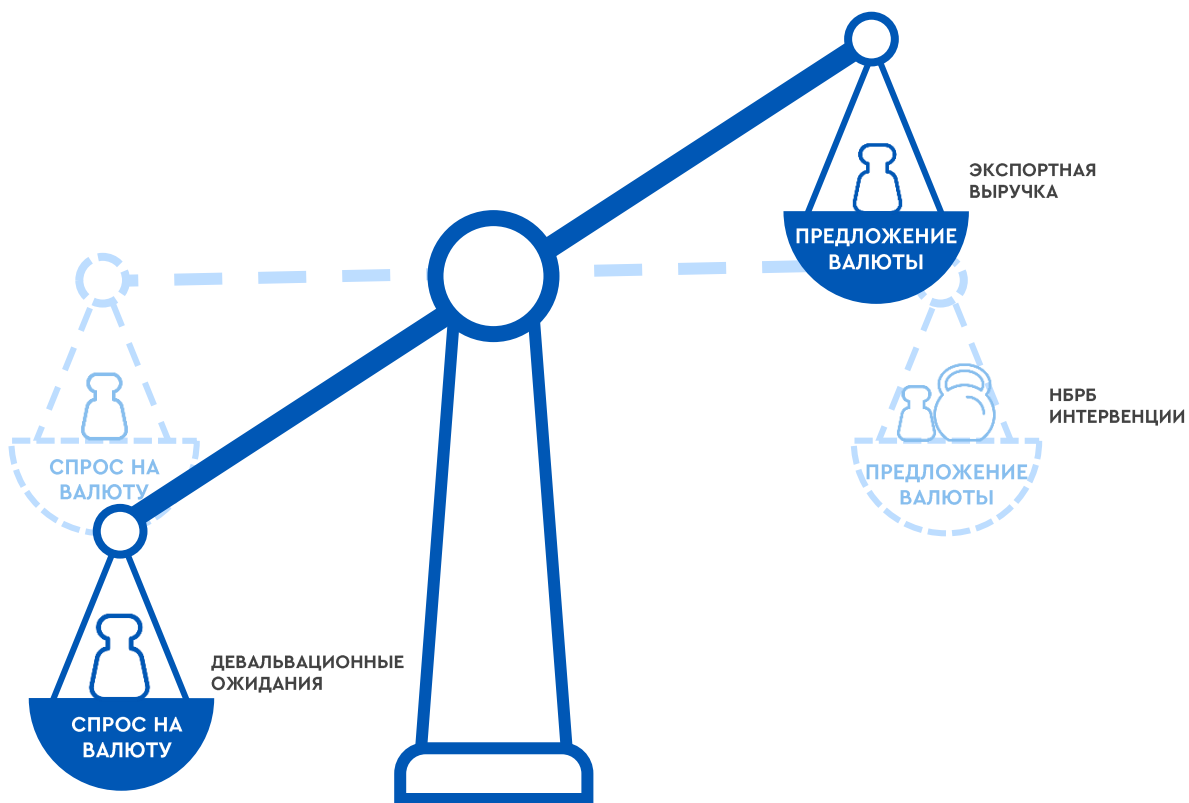 ЭКСПОРТНАЯ
ВЫРУЧКА
ПРЕДЛОЖЕНИЕ
ВАЛЮТЫ
НБРБ
ИНТЕРВЕНЦИИ
СПРОС НА
ВАЛЮТУ
ПРЕДЛОЖЕНИЕ
ВАЛЮТЫ
ДЕВАЛЬВАЦИОННЫЕ
ОЖИДАНИЯ
СПРОС НА
ВАЛЮТУ